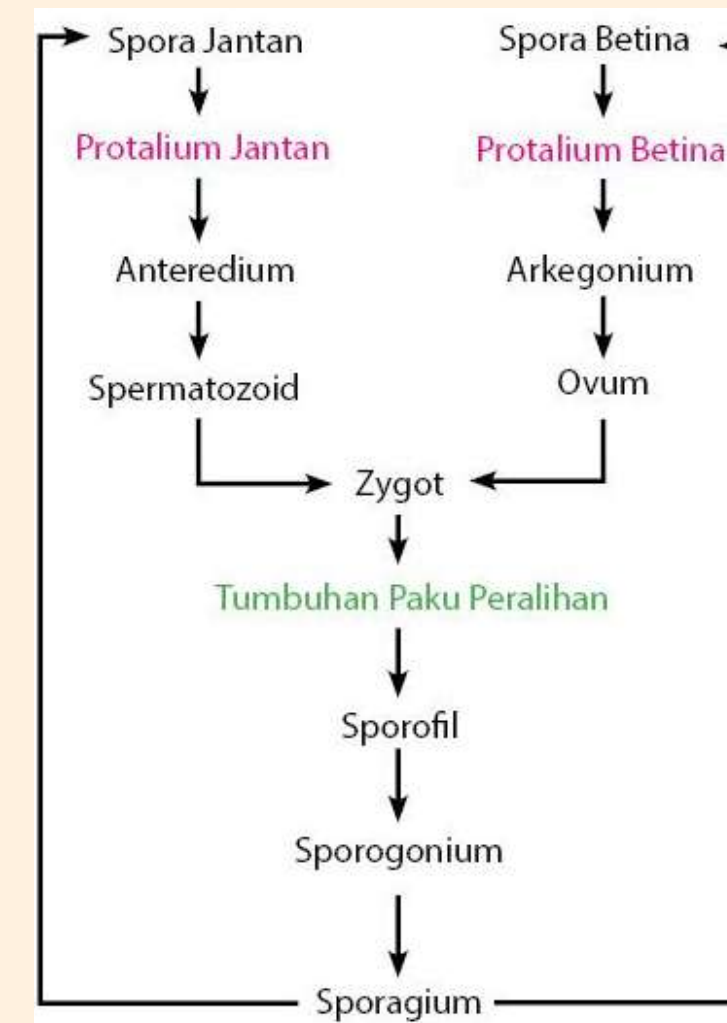 Spora Jantan
Spora Betina
Protalium Jantan
Protalium Betina
Anteredium
Arkegonium
Spermatozoid
Ovum
Zygot
Tumbuhan Paku Peralihan
Sporofil
Sporogonium
Sporagium